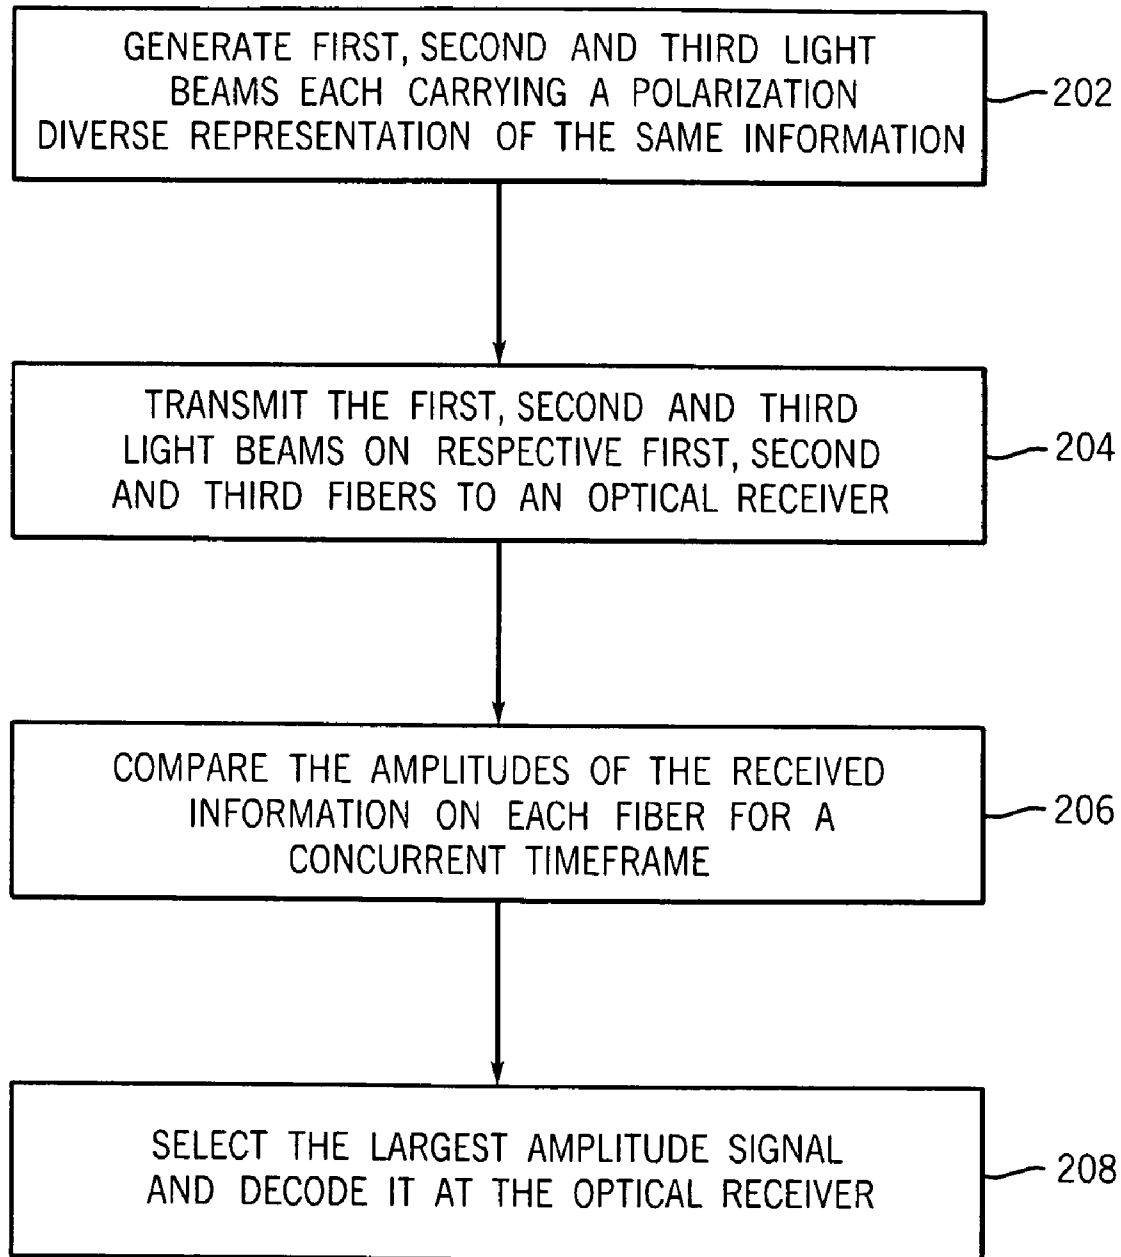 GENERATE FIRST, SECOND AND THIRD LIGHT
BEAMS EACH CARRYING A POLARIZATION
DIVERSE REPRESENTATION OF THE SAME INFORMATION
202
TRANSMIT THE FIRST, SECOND AND THIRD
LIGHT BEAMS ON RESPECTIVE FIRST, SECOND
AND THIRD FIBERS TO AN OPTICAL RECEIVER
204
COMPARE THE AMPLITUDES OF THE RECEIVED
INFORMATION ON EACH FIBER FOR A
CONCURRENT TIMEFRAME
206
SELECT THE LARGEST AMPLITUDE SIGNAL
AND DECODE IT AT THE OPTICAL RECEIVER
208